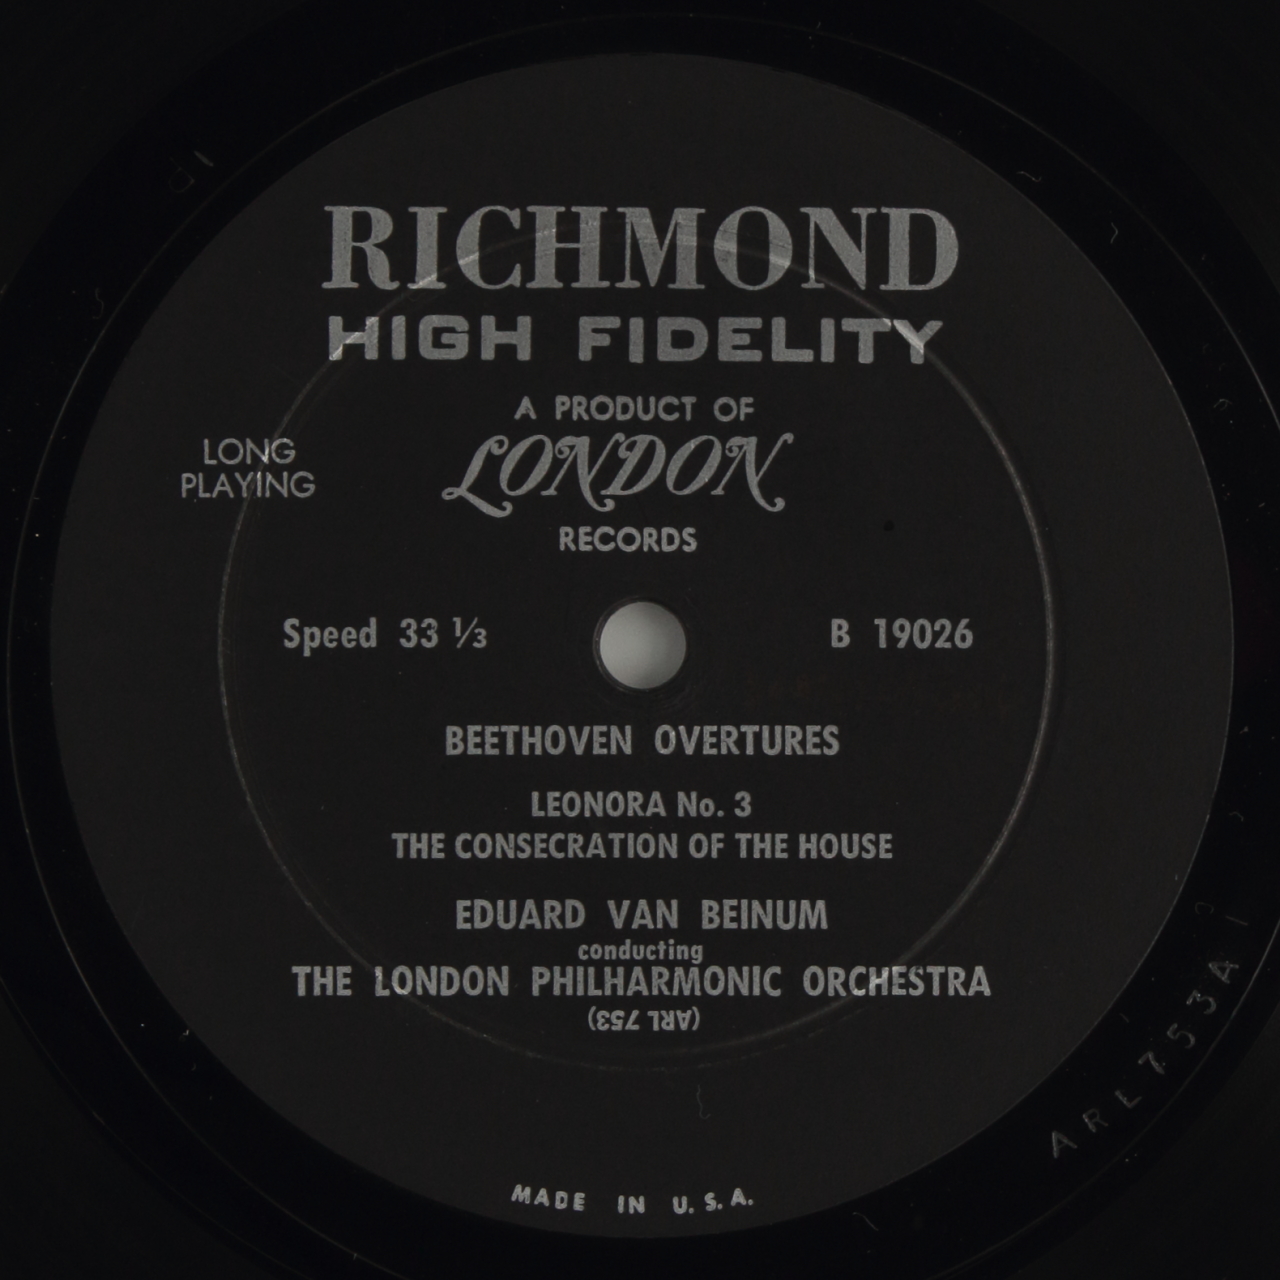 RICHMOND
HIGH FIDELITY
A PRODUCT OF
LONDON
RECORDS
LONG
PLAYING
Speed 33 ⅓
B 19026
BEETHOVEN OVERTURES
LEONORA No. 3
THE CONSECRATION OF THE HOUSE
EDUARD VAN BEINUM
conducting
THE LONDON PHILHARMONIC ORCHESTRA
(ARL 753)
MADE IN U.S.A.
ARL753A